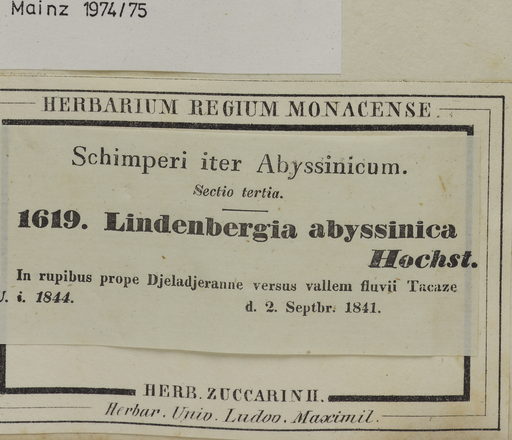 Mainz 1974/75
HERBARIUM REGIUM MONACENSE.
Schimperi iter Abyssinicum.
Sectio tertia.
1619. Lindenbergia abyssinica
Hochst.
In rupibus prope Djeladjeranne versus vallem fluvii Tacaze
U. i. 1844. d. 2. Septbr. 1841.
HERB. ZUCCARINII.
Herbar. Univ. Ludov. Maximil.